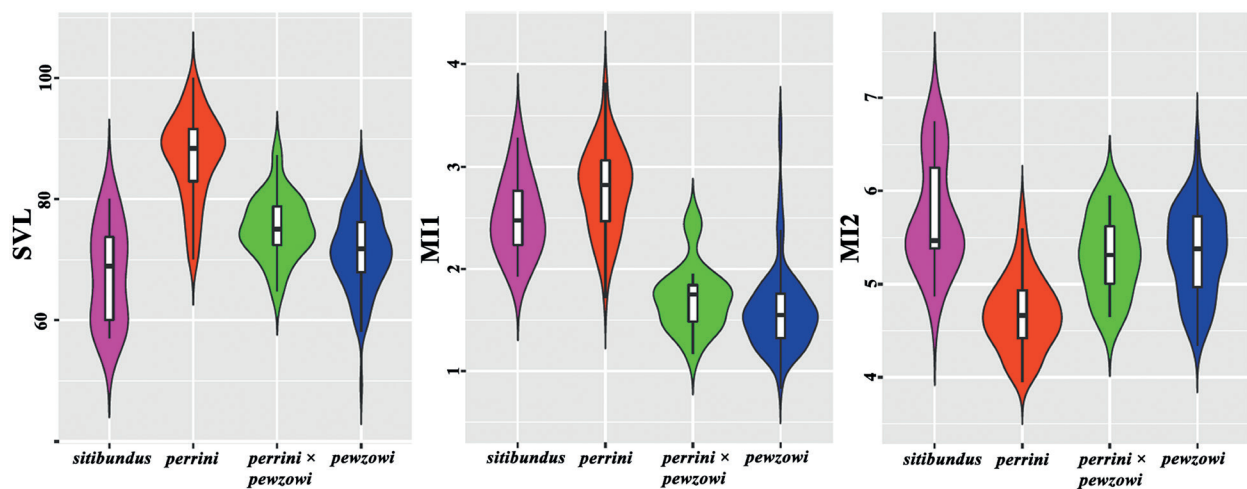 SVL
100
80
60
sitibundus
perrini
perrini ×
pewzowi
pewzowi
MI1
4
3
2
1
sitibundus
perrini
perrini ×
pewzowi
pewzowi
MI2
7
6
5
4
sitibundus
perrini
perrini ×
pewzowi
pewzowi